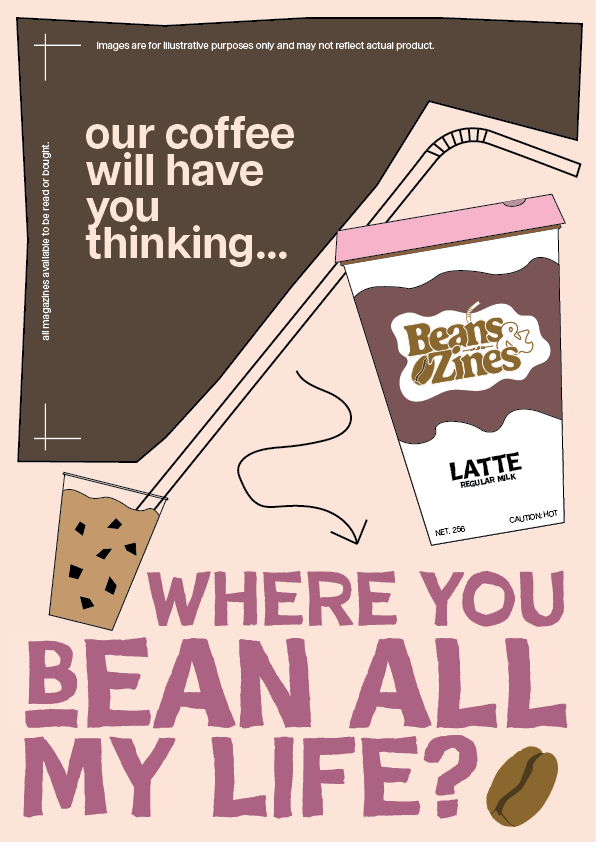 Images are for illustrative purposes only and may not reflect actual product.
all magazines available to be read or bought.
our coffee
will have
you
thinking...
Beans &
Zines
LATTE
REGULAR MILK
NET. 256
CAUTION: HOT
WHERE YOU
BEAN ALL
MY LIFE?